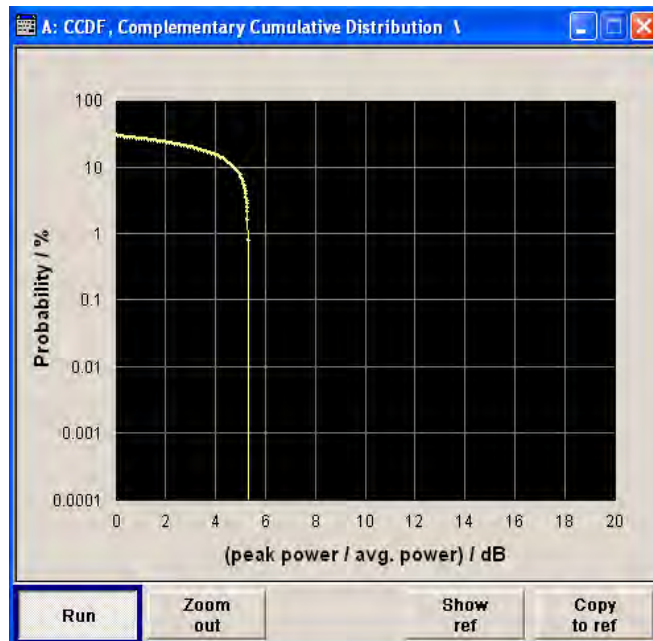 A: CCDF, Complementary Cumulative Distribution \
100
10
1
0.1
0.01
0.001
0.0001
Probability / %
0 2 4 6 8 10 12 14 16 18 20
(peak power / avg. power) / dB
Run
Zoom
out
Show
ref
Copy
to ref